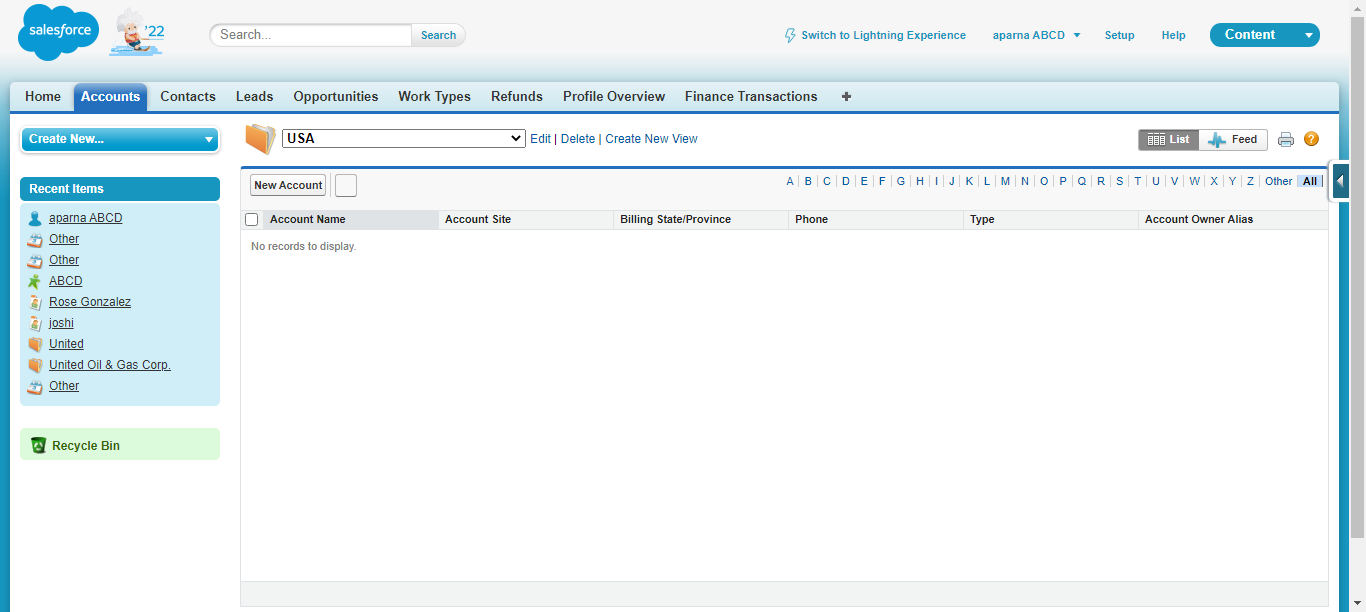 salesforce
'22
Search...
Search
Switch to Lightning Experience
aparna ABCD
Setup
Help
Content
Home
Accounts
Contacts
Leads
Opportunities
Work Types
Refunds
Profile Overview
Finance Transactions
Create New...
USA
Edit | Delete | Create New View
List
Feed
Recent Items
aparna ABCD
Other
Other
ABCD
Rose Gonzalez
joshi
United
United Oil & Gas Corp.
Other
Recycle Bin
New Account
A | B | C | D | E | F | G | H | I | J | K | L | M | N | O | P | Q | R | S | T | U | V | W | X | Y | Z | Other | All |
Account Name
Account Site
Billing State/Province
Phone
Type
Account Owner Alias
No records to display.